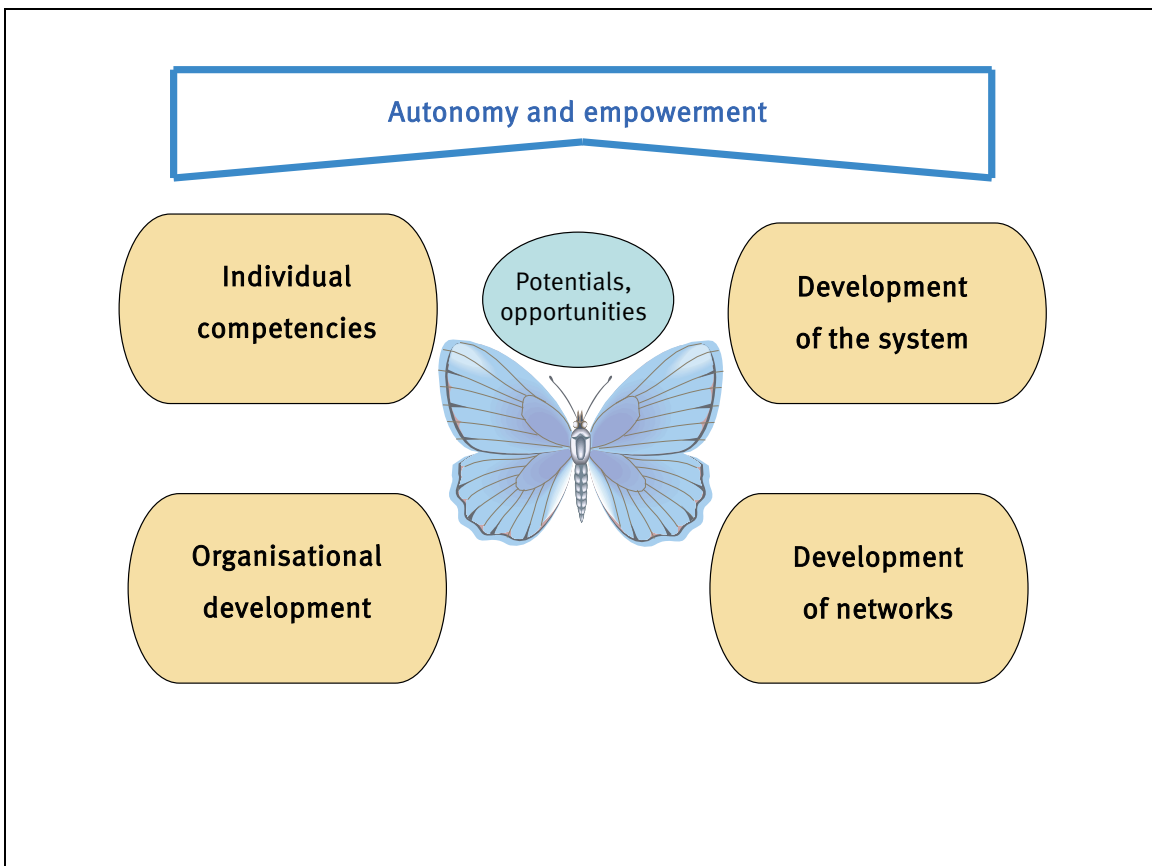 Autonomy and empowerment
Individual
competencies
Potentials,
opportunities
Development
of the system
Organisational
development
Development
of networks